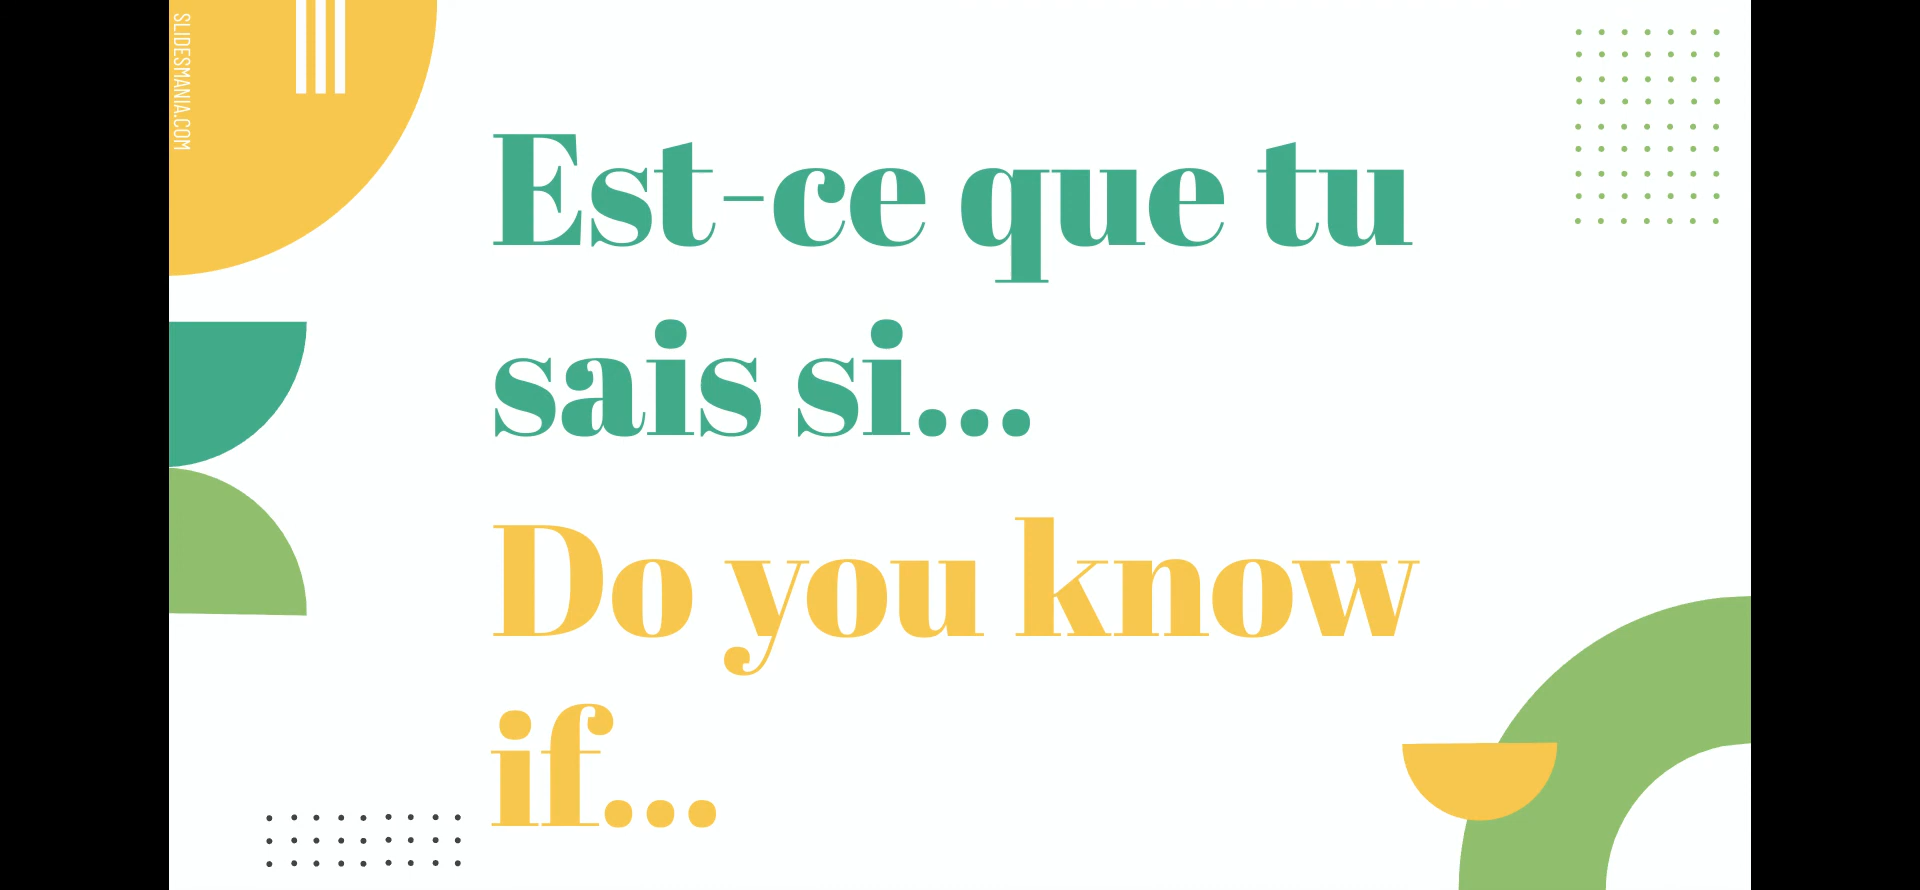 SLIDESMANIA.COM
Est-ce que tu
sais si...
Do you know
if...